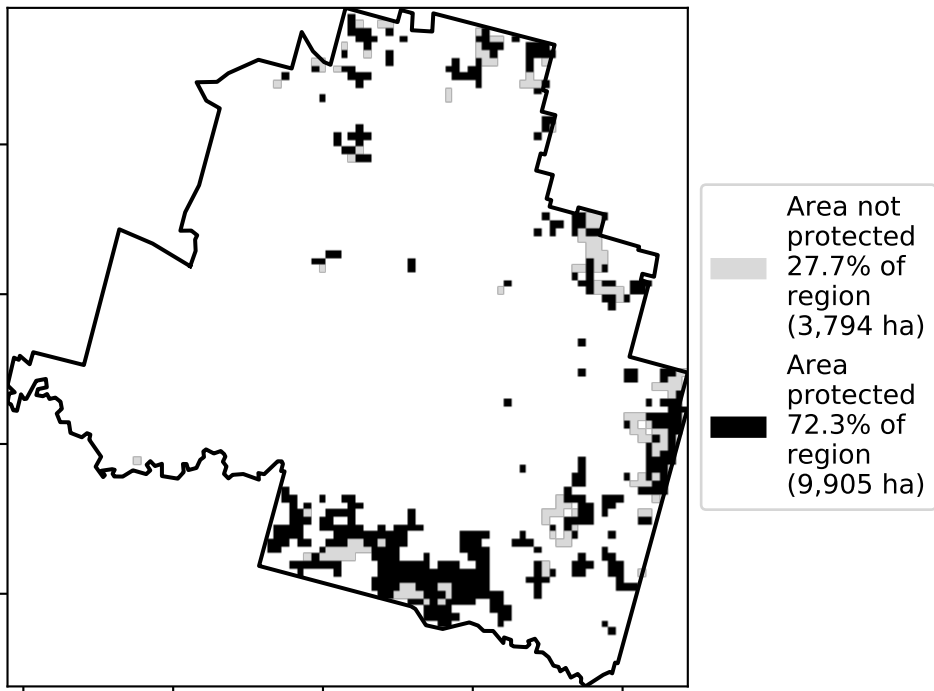 Area not
protected
27.7% of
region
(3,794 ha)
Area
protected
72.3% of
region
(9,905 ha)